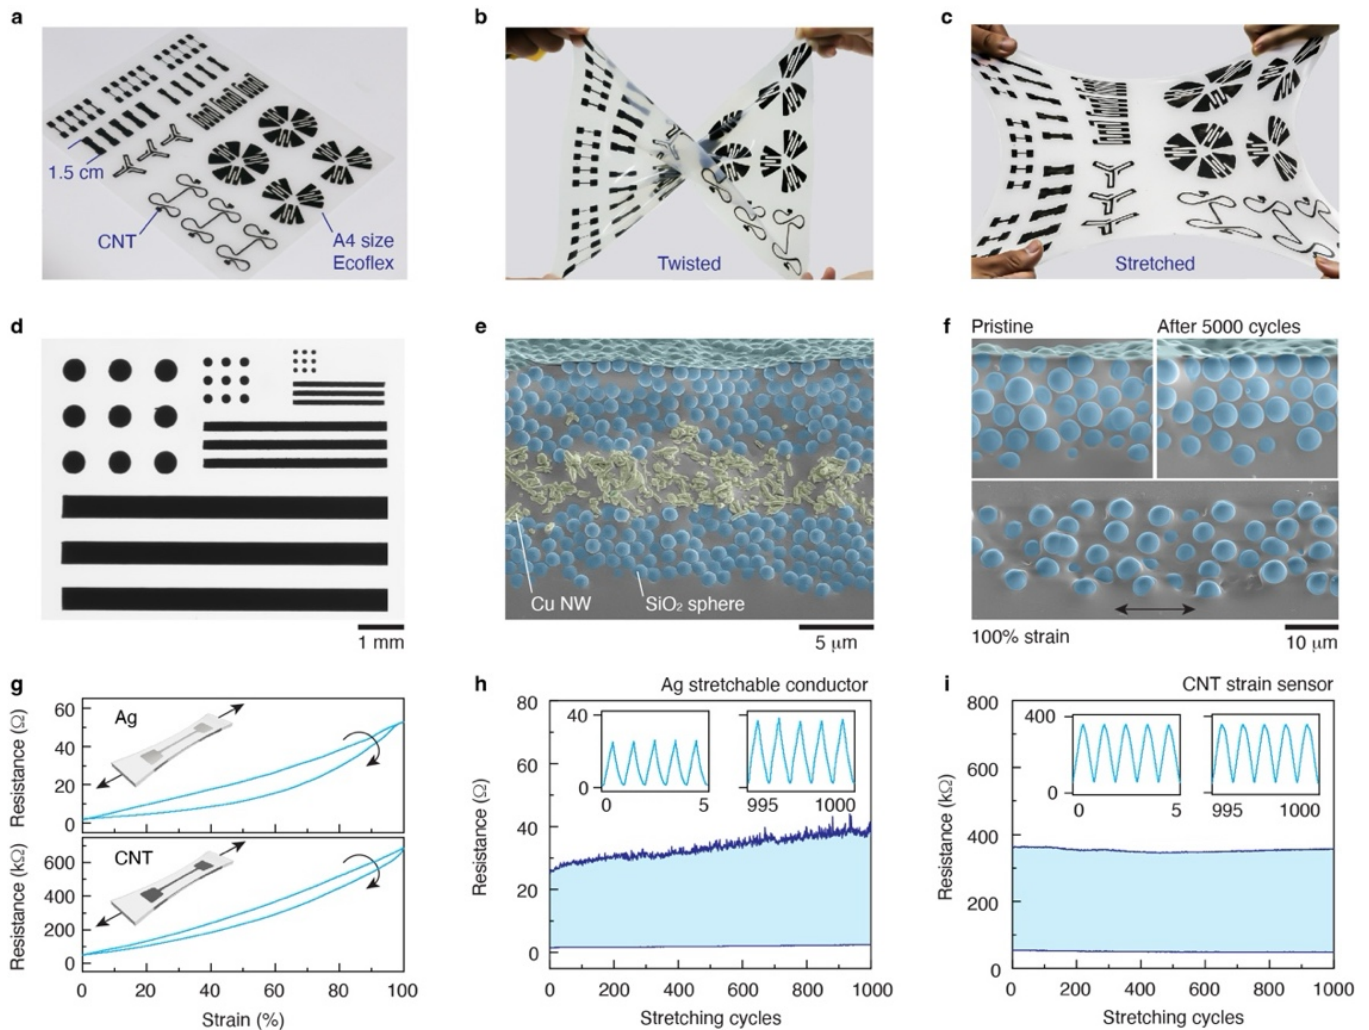 a
1.5 cm
CNT
A4 size
Ecoflex
b
Twisted
c
Stretched
d
1 mm
e
Cu NW
SiO₂ sphere
5 μm
f
Pristine
After 5000 cycles
100% strain
10 μm
g
Resistance (Ω)
60
40
20
0
Ag
Resistance (kΩ)
600
400
200
0
CNT
0 20 40 60 80 100
Strain (%)
h
Ag stretchable conductor
Resistance (Ω)
80
60
40
20
0
40
0
0 5
995 1000
0 200 400 600 800 1000
Stretching cycles
i
CNT strain sensor
Resistance (kΩ)
800
600
400
200
0
400
0
0 5
995 1000
0 200 400 600 800 1000
Stretching cycles